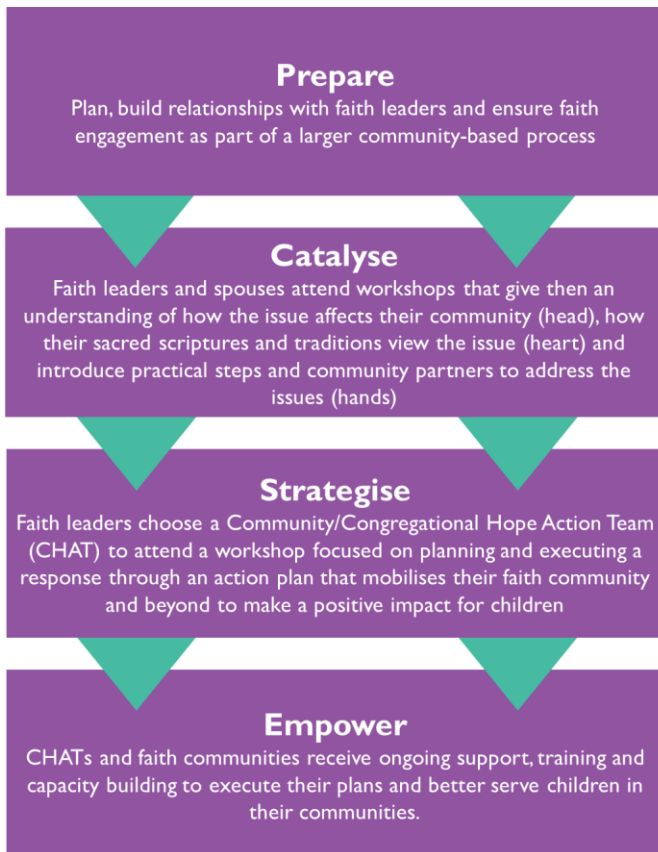 Prepare
Plan, build relationships with faith leaders and ensure faith
engagement as part of a larger community-based process
Catalyse
Faith leaders and spouses attend workshops that give then an
understanding of how the issue affects their community (head), how
their sacred scriptures and traditions view the issue (heart) and
introduce practical steps and community partners to address the
issues (hands)
Strategise
Faith leaders choose a Community/Congregational Hope Action Team
(CHAT) to attend a workshop focused on planning and executing a
response through an action plan that mobilises their faith community
and beyond to make a positive impact for children
Empower
CHATs and faith communities receive ongoing support, training and
capacity building to execute their plans and better serve children in
their communities.